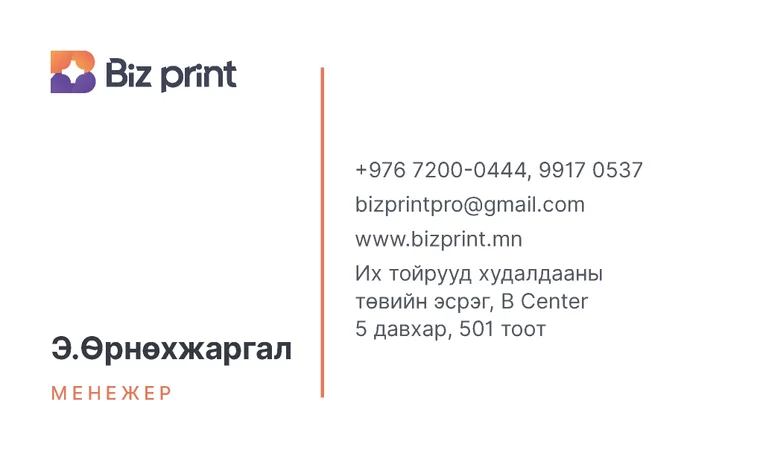 Biz print
+976 7200-0444, 9917 0537
bizprintpro@gmail.com
www.bizprint.mn
Их тойрууд худалдааны
төвийн эсрэг, B Center
5 давхар, 501 тоот
Э.Өрнөхжаргал
МЕНЕЖЕР